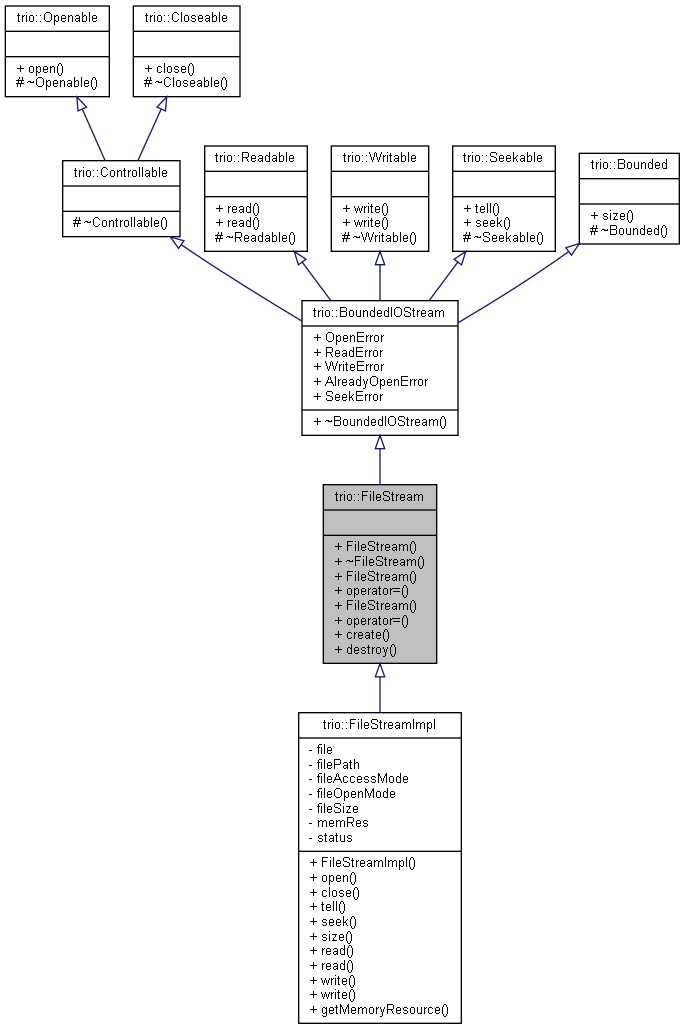 trio::Openable
+ open()
# ~Openable()
trio::Closeable
+ close()
# ~Closeable()
trio::Controllable
# ~Controllable()
trio::Readable
+ read()
+ read()
# ~Readable()
trio::Writable
+ write()
+ write()
# ~Writable()
trio::Seekable
+ tell()
+ seek()
# ~Seekable()
trio::Bounded
+ size()
# ~Bounded()
trio::BoundedIOStream
+ OpenError
+ ReadError
+ WriteError
+ AlreadyOpenError
+ SeekError
+ ~BoundedIOStream()
trio::FileStream
+ FileStream()
+ ~FileStream()
+ FileStream()
+ operator=()
+ FileStream()
+ operator=()
+ create()
+ destroy()
trio::FileStreamImpl
- file
- filePath
- fileAccessMode
- fileOpenMode
- fileSize
- memRes
- status
+ FileStreamImpl()
+ open()
+ close()
+ tell()
+ seek()
+ size()
+ read()
+ read()
+ write()
+ write()
+ getMemoryResource()